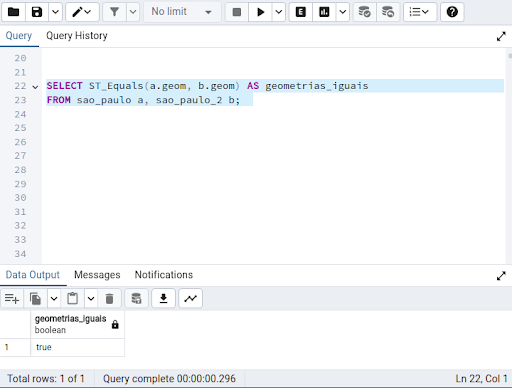 No limit
E
Query
Query History
20
21
22
SELECT ST_Equals(a.geom, b.geom) AS geometrias_iguais
23
FROM sao_paulo a, sao_paulo_2 b;
24
25
26
27
28
29
30
31
32
33
34
Data Output
Messages
Notifications
geometrias_iguais
boolean
1
true
Total rows: 1 of 1
Query complete 00:00:00.296
Ln 22, Col 1